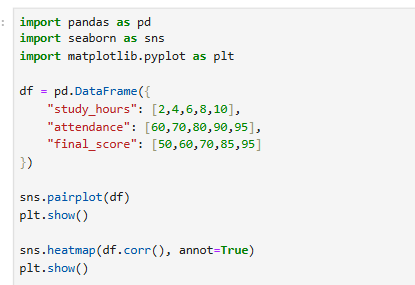 :
import pandas as pd
import seaborn as sns
import matplotlib.pyplot as plt

df = pd.DataFrame({
    "study_hours": [2,4,6,8,10],
    "attendance": [60,70,80,90,95],
    "final_score": [50,60,70,85,95]
})

sns.pairplot(df)
plt.show()

sns.heatmap(df.corr(), annot=True)
plt.show()